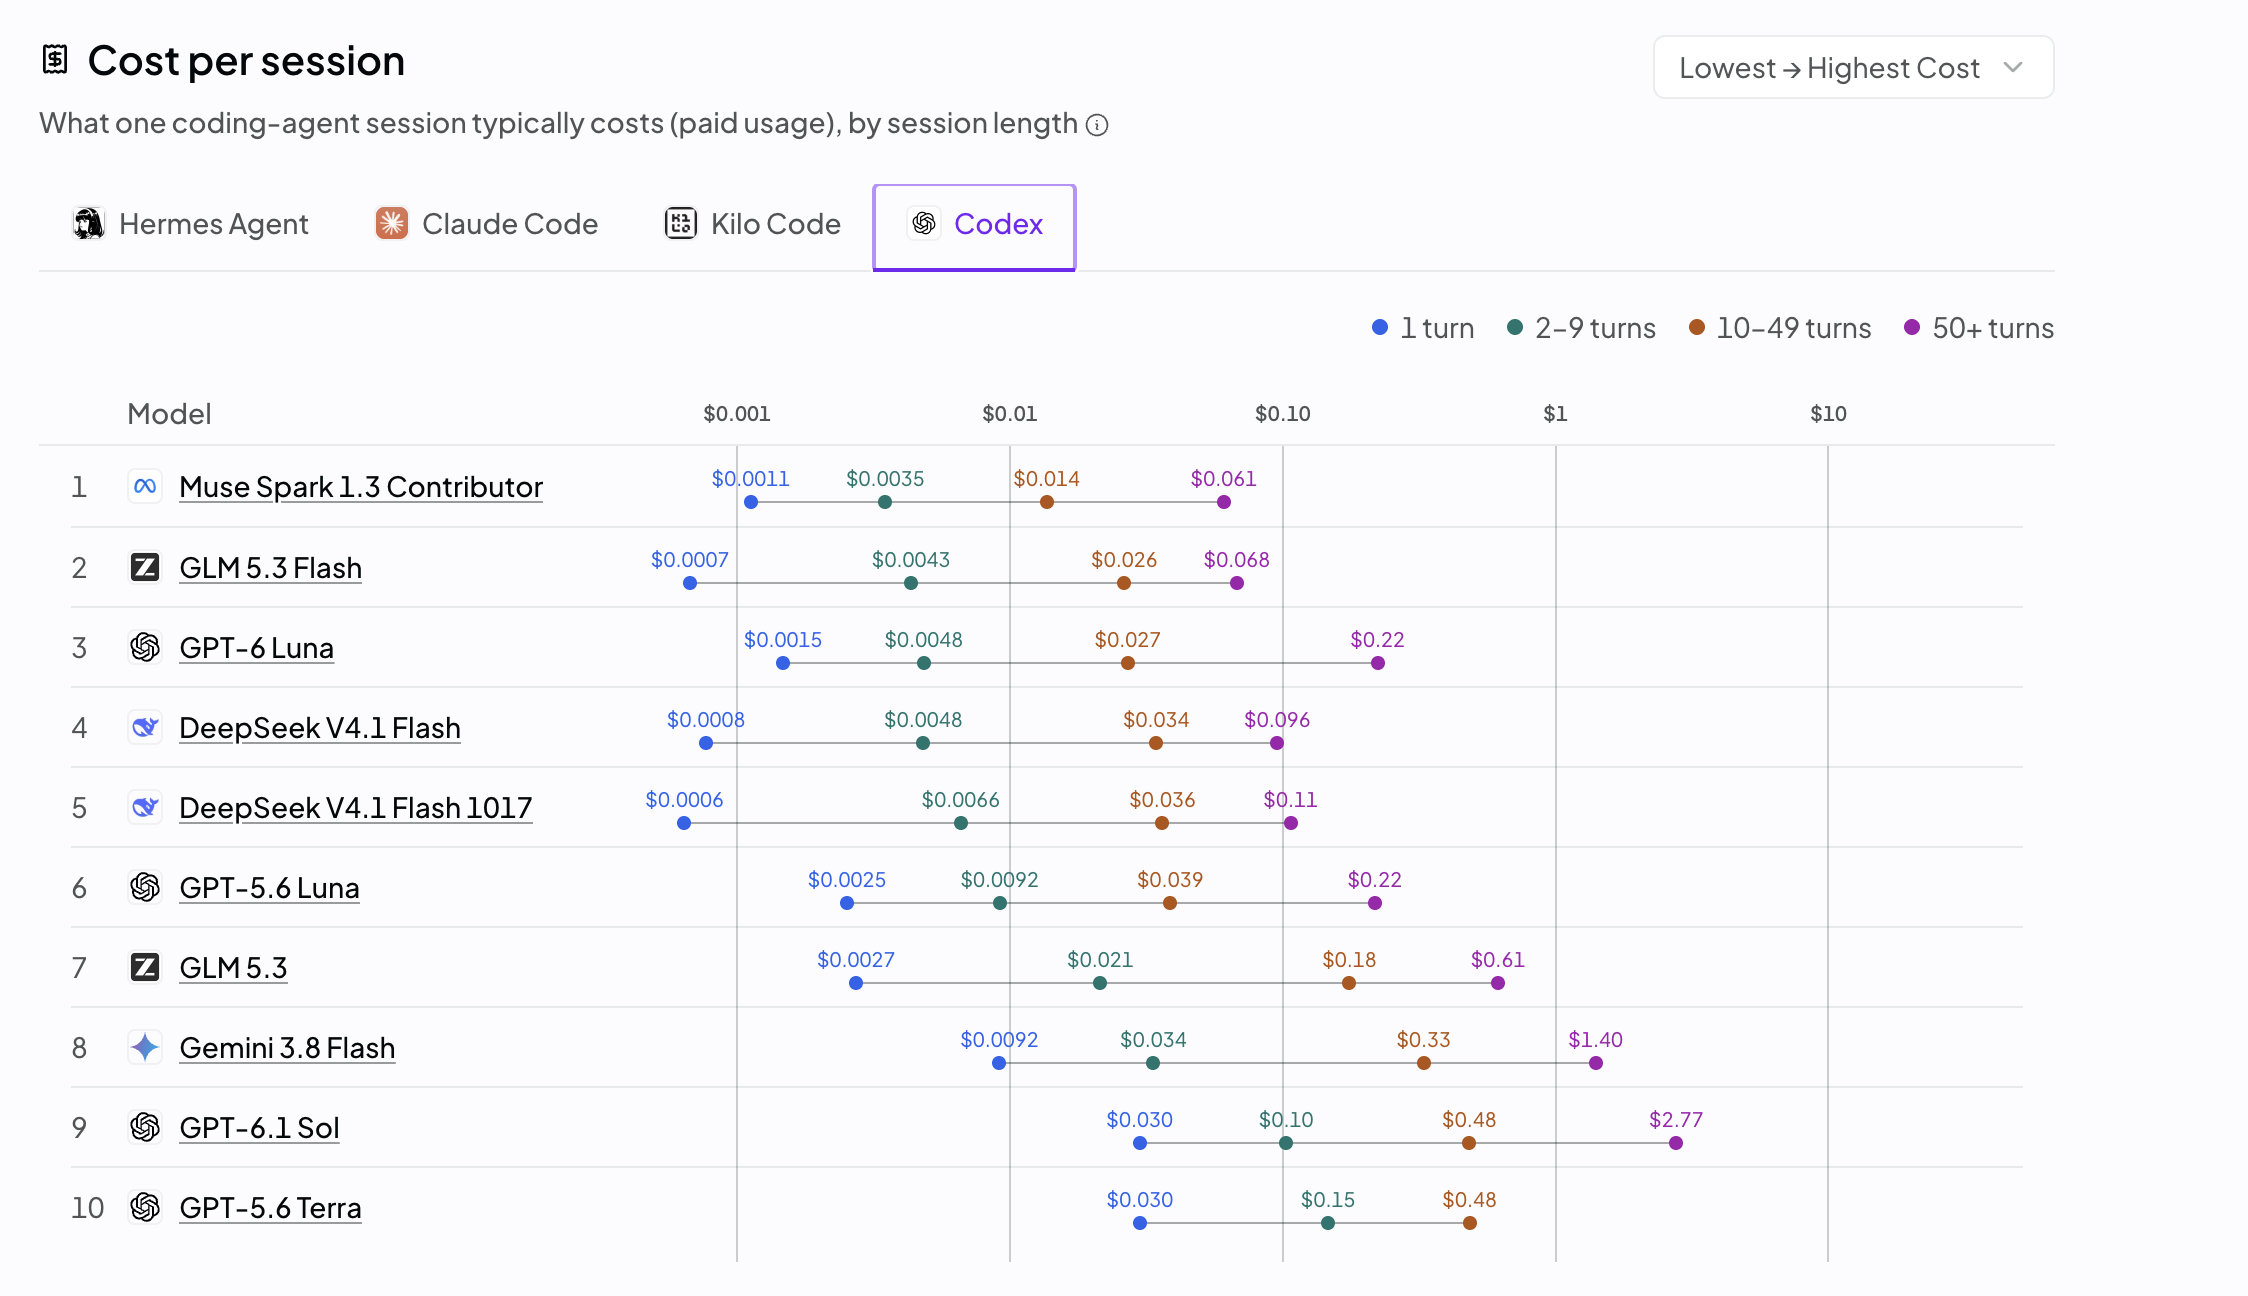 Cost per session
Lowest → Highest Cost
What one coding-agent session typically costs (paid usage), by session length
Hermes Agent Claude Code Kilo Code Codex
1 turn 2–9 turns 10–49 turns 50+ turns
Model $0.001 $0.01 $0.10 $1 $10
1 Muse Spark 1.3 Contributor $0.0011 $0.0035 $0.014 $0.061
2 GLM 5.3 Flash $0.0007 $0.0043 $0.026 $0.068
3 GPT-6 Luna $0.0015 $0.0048 $0.027 $0.22
4 DeepSeek V4.1 Flash $0.0008 $0.0048 $0.034 $0.096
5 DeepSeek V4.1 Flash 1017 $0.0006 $0.0066 $0.036 $0.11
6 GPT-5.6 Luna $0.0025 $0.0092 $0.039 $0.22
7 GLM 5.3 $0.0027 $0.021 $0.18 $0.61
8 Gemini 3.8 Flash $0.0092 $0.034 $0.33 $1.40
9 GPT-6.1 Sol $0.030 $0.10 $0.48 $2.77
10 GPT-5.6 Terra $0.030 $0.15 $0.48